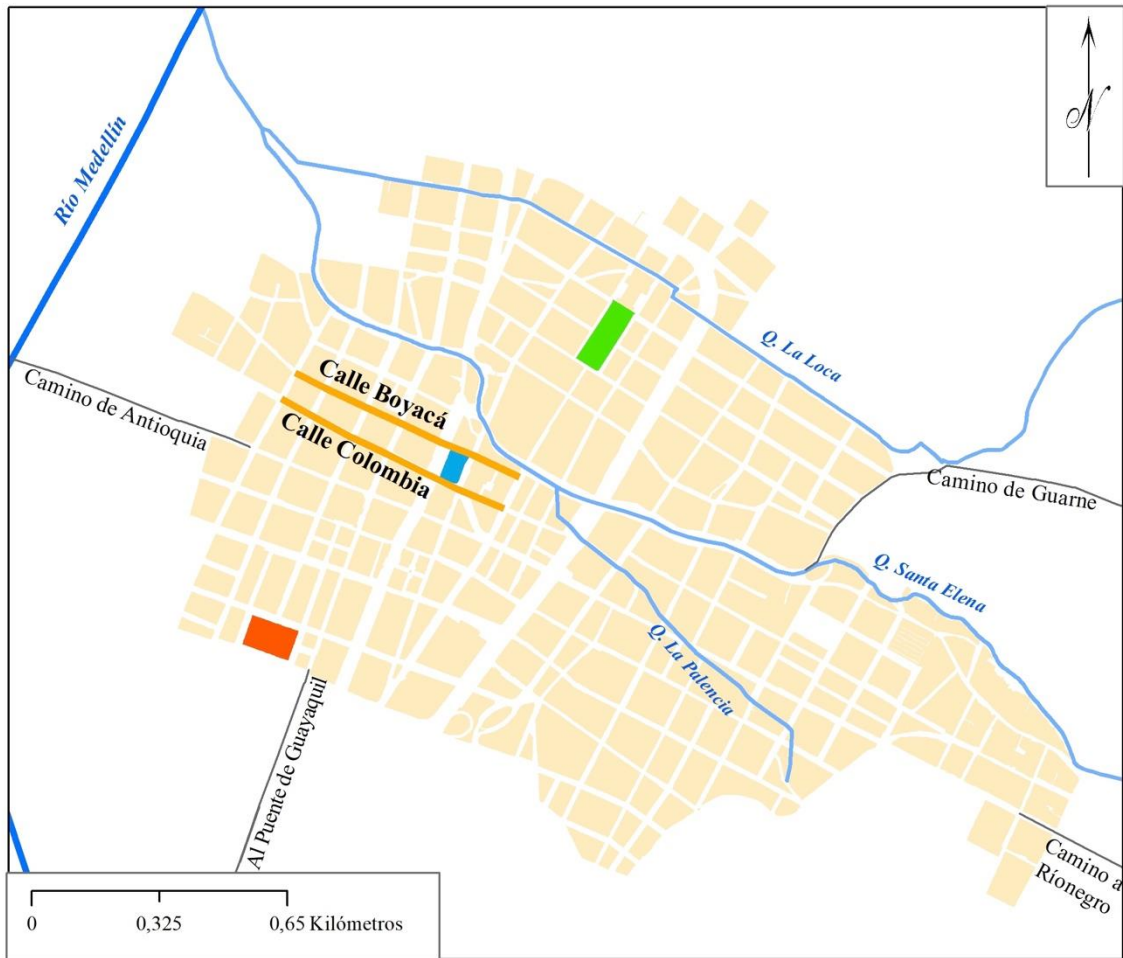 N
Río Medellín
Q. La Loca
Calle Boyacá
Camino de Antioquia
Calle Colombia
Camino de Guarne
Q. Santa Elena
Q. La Palencia
Al Puente de Guayaquil
Camino a
Ríonegro
0 0,325 0,65 Kilómetros